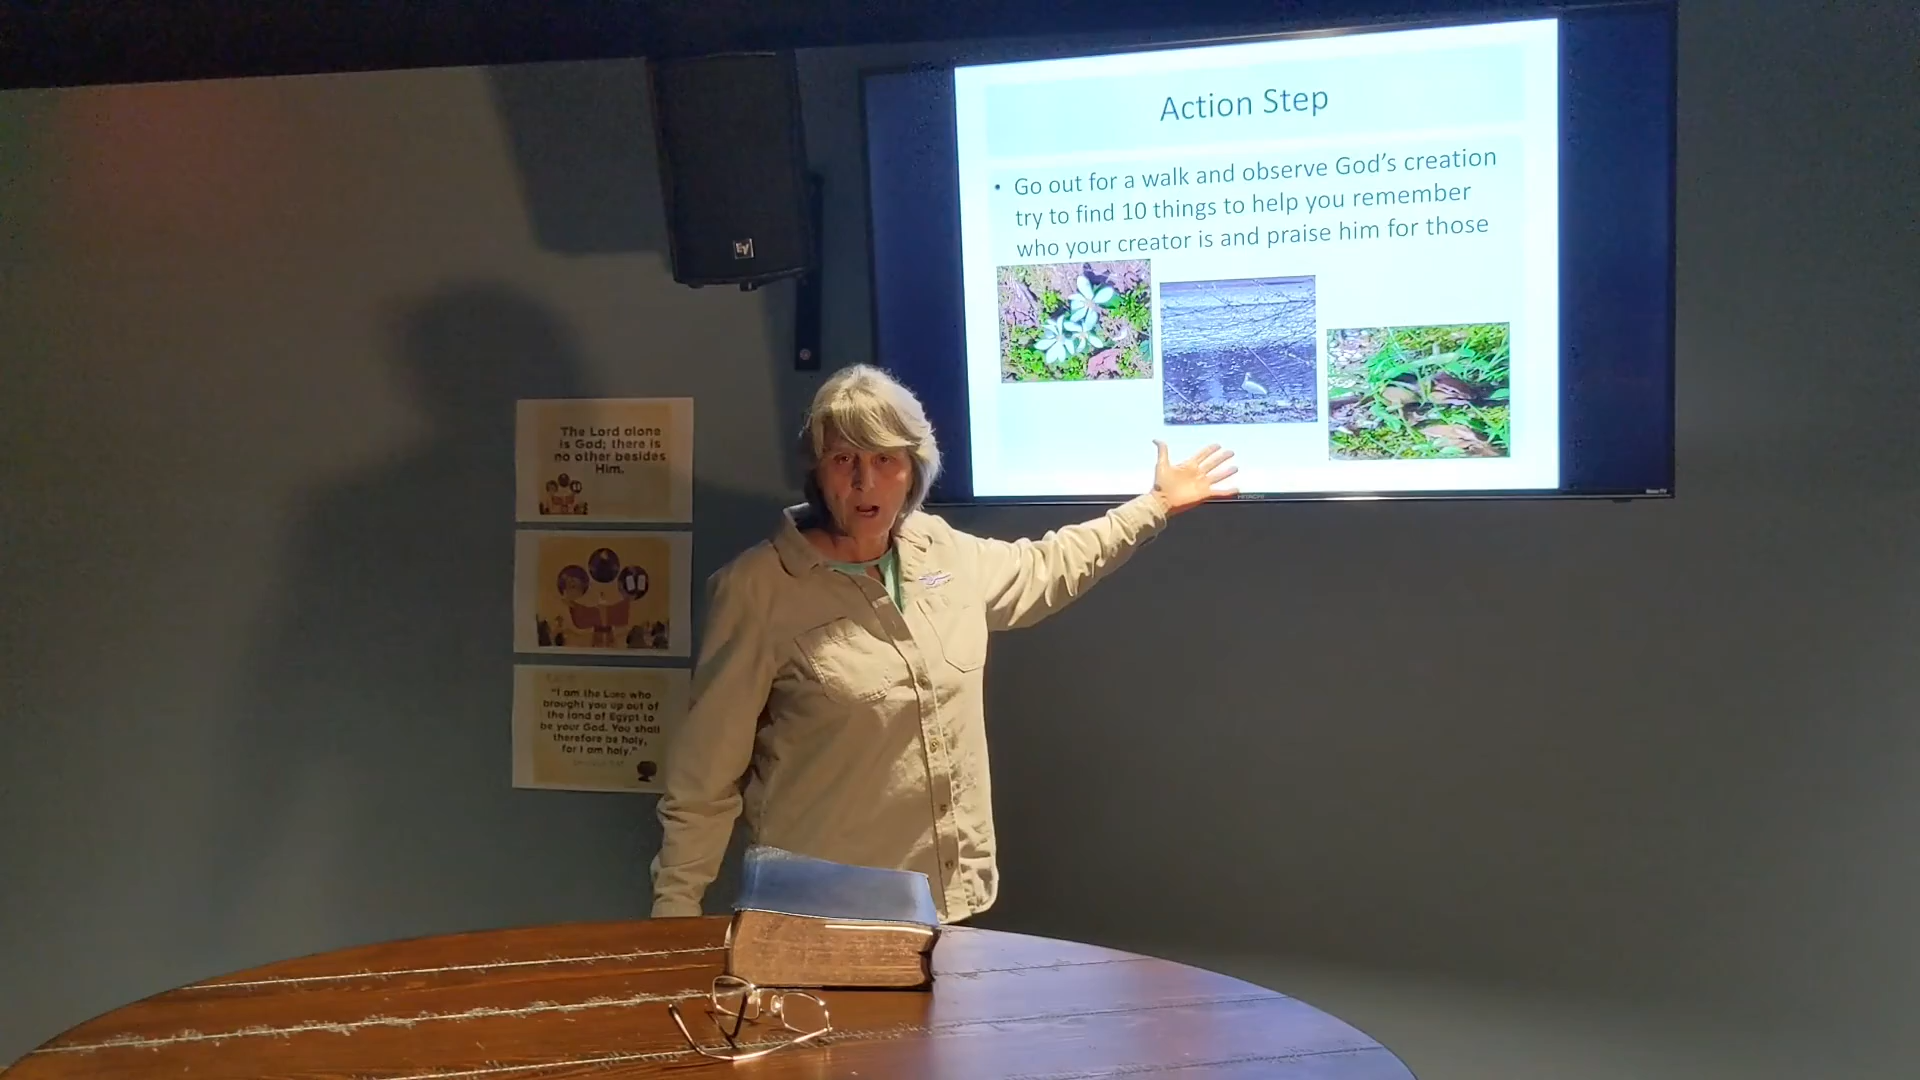 Action Step
• Go out for a walk and observe God's creation
try to find 10 things to help you remember
who your creator is and praise him for those
EV
HITACHI
The Lord alone
is God; there is
no other besides
Him.
"I am the Lord who
brought you up out of
the land of Egypt to
be your God. You shall
therefore be holy,
for I am holy."